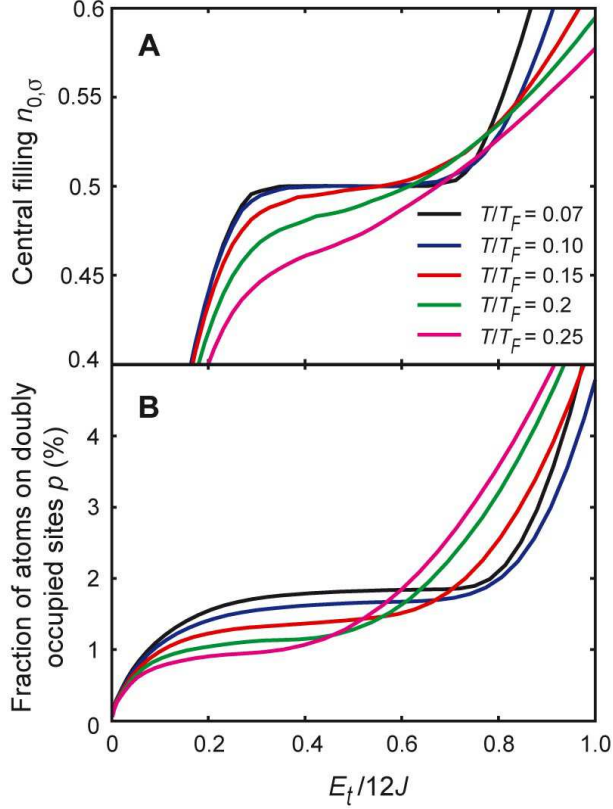 0.6
A
0.55
0.5
0.45
0.4
Central filling n0,σ
T/TF = 0.07
T/TF = 0.10
T/TF = 0.15
T/TF = 0.2
T/TF = 0.25
B
4
3
2
1
0
Fraction of atoms on doubly
occupied sites p (%)
0 0.2 0.4 0.6 0.8 1.0
Et/12J